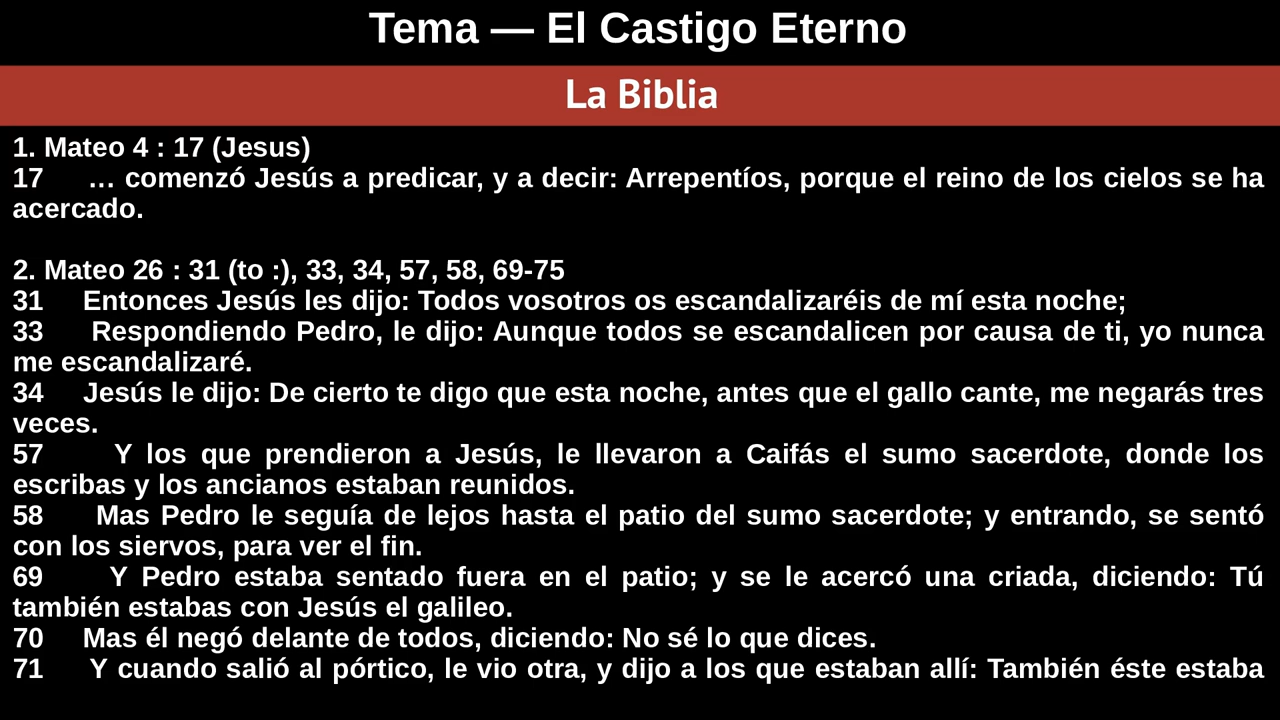 Tema — El Castigo Eterno
La Biblia
1. Mateo 4 : 17 (Jesus)
17 … comenzó Jesús a predicar, y a decir: Arrepentíos, porque el reino de los cielos se ha
acercado.
2. Mateo 26 : 31 (to :), 33, 34, 57, 58, 69-75
31 Entonces Jesús les dijo: Todos vosotros os escandalizaréis de mí esta noche;
33 Respondiendo Pedro, le dijo: Aunque todos se escandalicen por causa de ti, yo nunca
me escandalizaré.
34 Jesús le dijo: De cierto te digo que esta noche, antes que el gallo cante, me negarás tres
veces.
57 Y los que prendieron a Jesús, le llevaron a Caifás el sumo sacerdote, donde los
escribas y los ancianos estaban reunidos.
58 Mas Pedro le seguía de lejos hasta el patio del sumo sacerdote; y entrando, se sentó
con los siervos, para ver el fin.
69 Y Pedro estaba sentado fuera en el patio; y se le acercó una criada, diciendo: Tú
también estabas con Jesús el galileo.
70 Mas él negó delante de todos, diciendo: No sé lo que dices.
71 Y cuando salió al pórtico, le vio otra, y dijo a los que estaban allí: También éste estaba